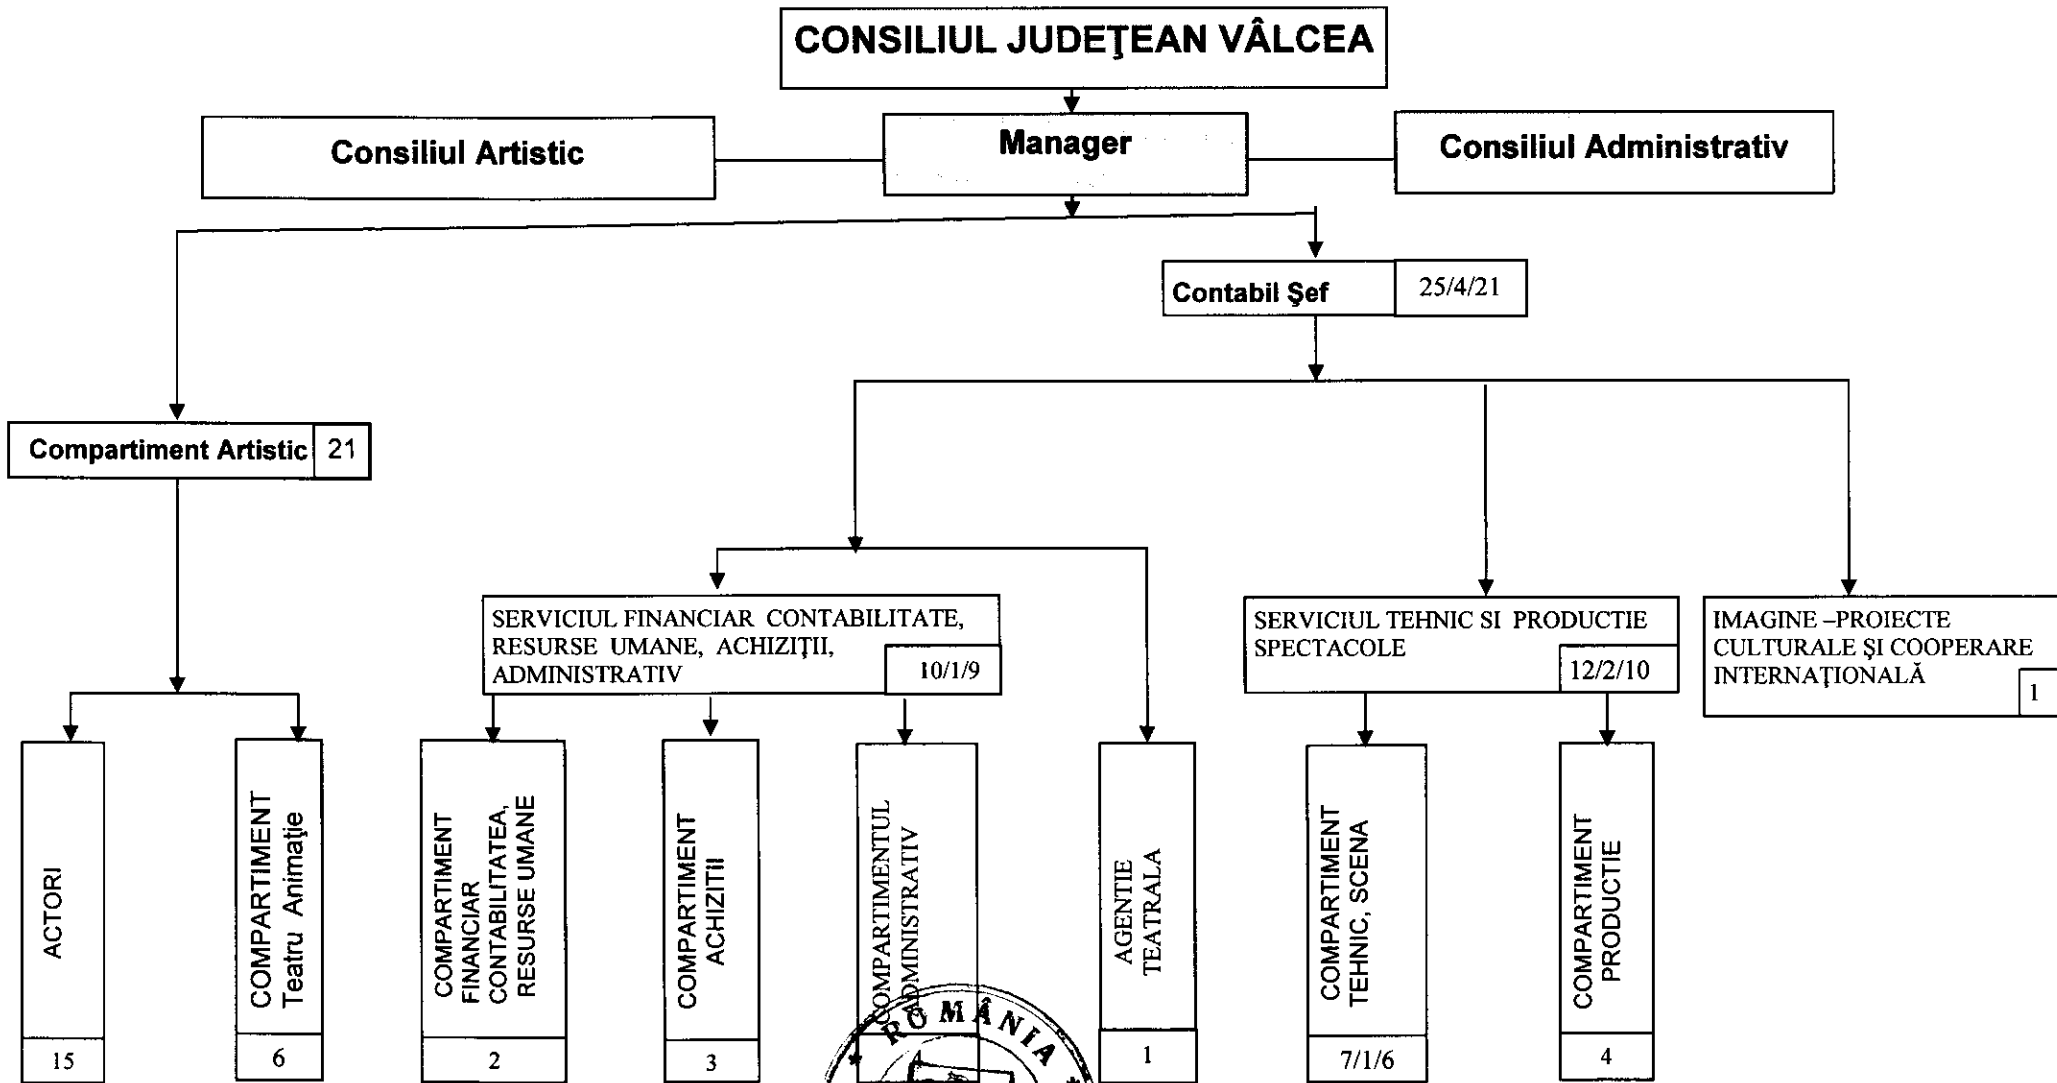 CONSILIUL JUDEŢEAN VÂLCEA
Consiliul Artistic
Manager
Consiliul Administrativ
Contabil Şef
25/4/21
Compartiment Artistic
21
SERVICIUL FINANCIAR CONTABILITATE,
RESURSE UMANE, ACHIZIŢII,
ADMINISTRATIV
10/1/9
SERVICIUL TEHNIC SI PRODUCTIE
SPECTACOLE
12/2/10
IMAGINE –PROIECTE
CULTURALE ŞI COOPERARE
INTERNAŢIONALĂ
1
ACTORI
15
COMPARTIMENT
Teatru Animaţie
6
COMPARTIMENT
FINANCIAR
CONTABILITATEA,
RESURSE UMANE
2
COMPARTIMENT
ACHIZITII
3
COMPARTIMENTUL
ADMINISTRATIV
4
AGENTIE
TEATRALA
1
COMPARTIMENT
TEHNIC, SCENA
7/1/6
COMPARTIMENT
PRODUCTIE
4
* ROMÂNIA *